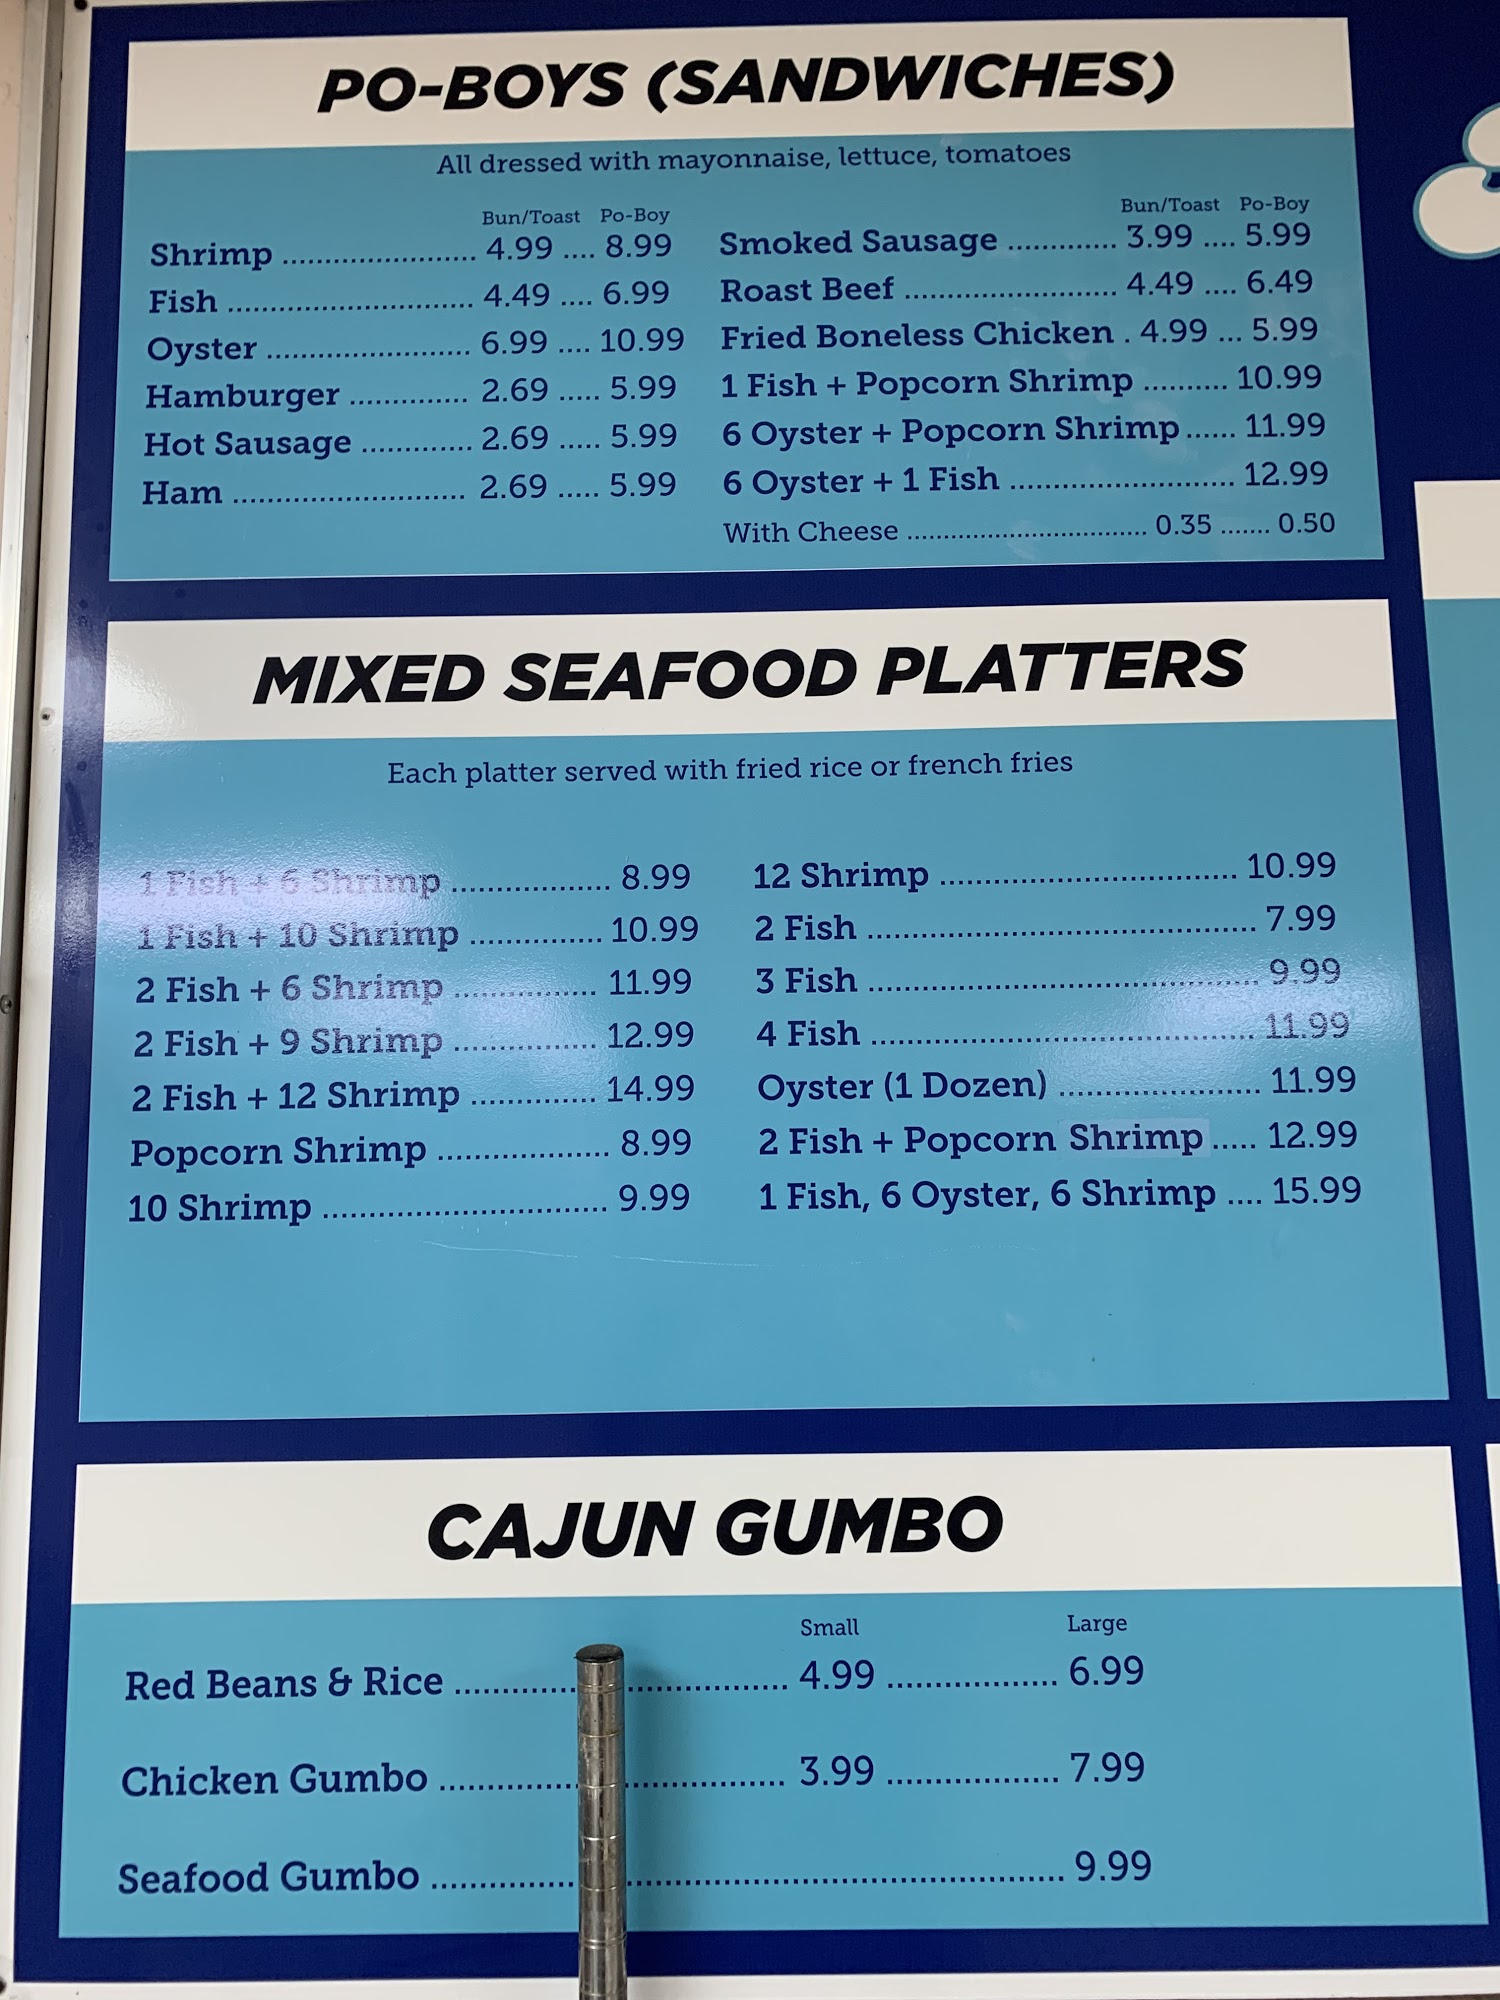 PO-BOYS (SANDWICHES)
All dressed with mayonnaise, lettuce, tomatoes
Bun/Toast Po-Boy
Shrimp ........................ 4.99 .... 8.99
Fish ........................... 4.49 .... 6.99
Oyster ....................... 6.99 .... 10.99
Hamburger .............. 2.69 ..... 5.99
Hot Sausage ............. 2.69 ..... 5.99
Ham .......................... 2.69 ..... 5.99
Bun/Toast Po-Boy
Smoked Sausage ............. 3.99 .... 5.99
Roast Beef ......................... 4.49 .... 6.49
Fried Boneless Chicken . 4.99 ... 5.99
1 Fish + Popcorn Shrimp .......... 10.99
6 Oyster + Popcorn Shrimp...... 11.99
6 Oyster + 1 Fish .......................... 12.99
With Cheese ................................. 0.35 ....... 0.50
MIXED SEAFOOD PLATTERS
Each platter served with fried rice or french fries
1 Fish + 6 Shrimp .................. 8.99
1 Fish + 10 Shrimp ............... 10.99
2 Fish + 6 Shrimp ................ 11.99
2 Fish + 9 Shrimp ................ 12.99
2 Fish + 12 Shrimp .............. 14.99
Popcorn Shrimp ................... 8.99
10 Shrimp ................................ 9.99
12 Shrimp .................................. 10.99
2 Fish ........................................... 7.99
3 Fish ........................................... 9.99
4 Fish .......................................... 11.99
Oyster (1 Dozen) ...................... 11.99
2 Fish + Popcorn Shrimp ..... 12.99
1 Fish, 6 Oyster, 6 Shrimp .... 15.99
CAJUN GUMBO
Small Large
Red Beans & Rice ................................ 4.99 .................. 6.99
Chicken Gumbo ................................. 3.99 .................. 7.99
Seafood Gumbo ............................................................ 9.99